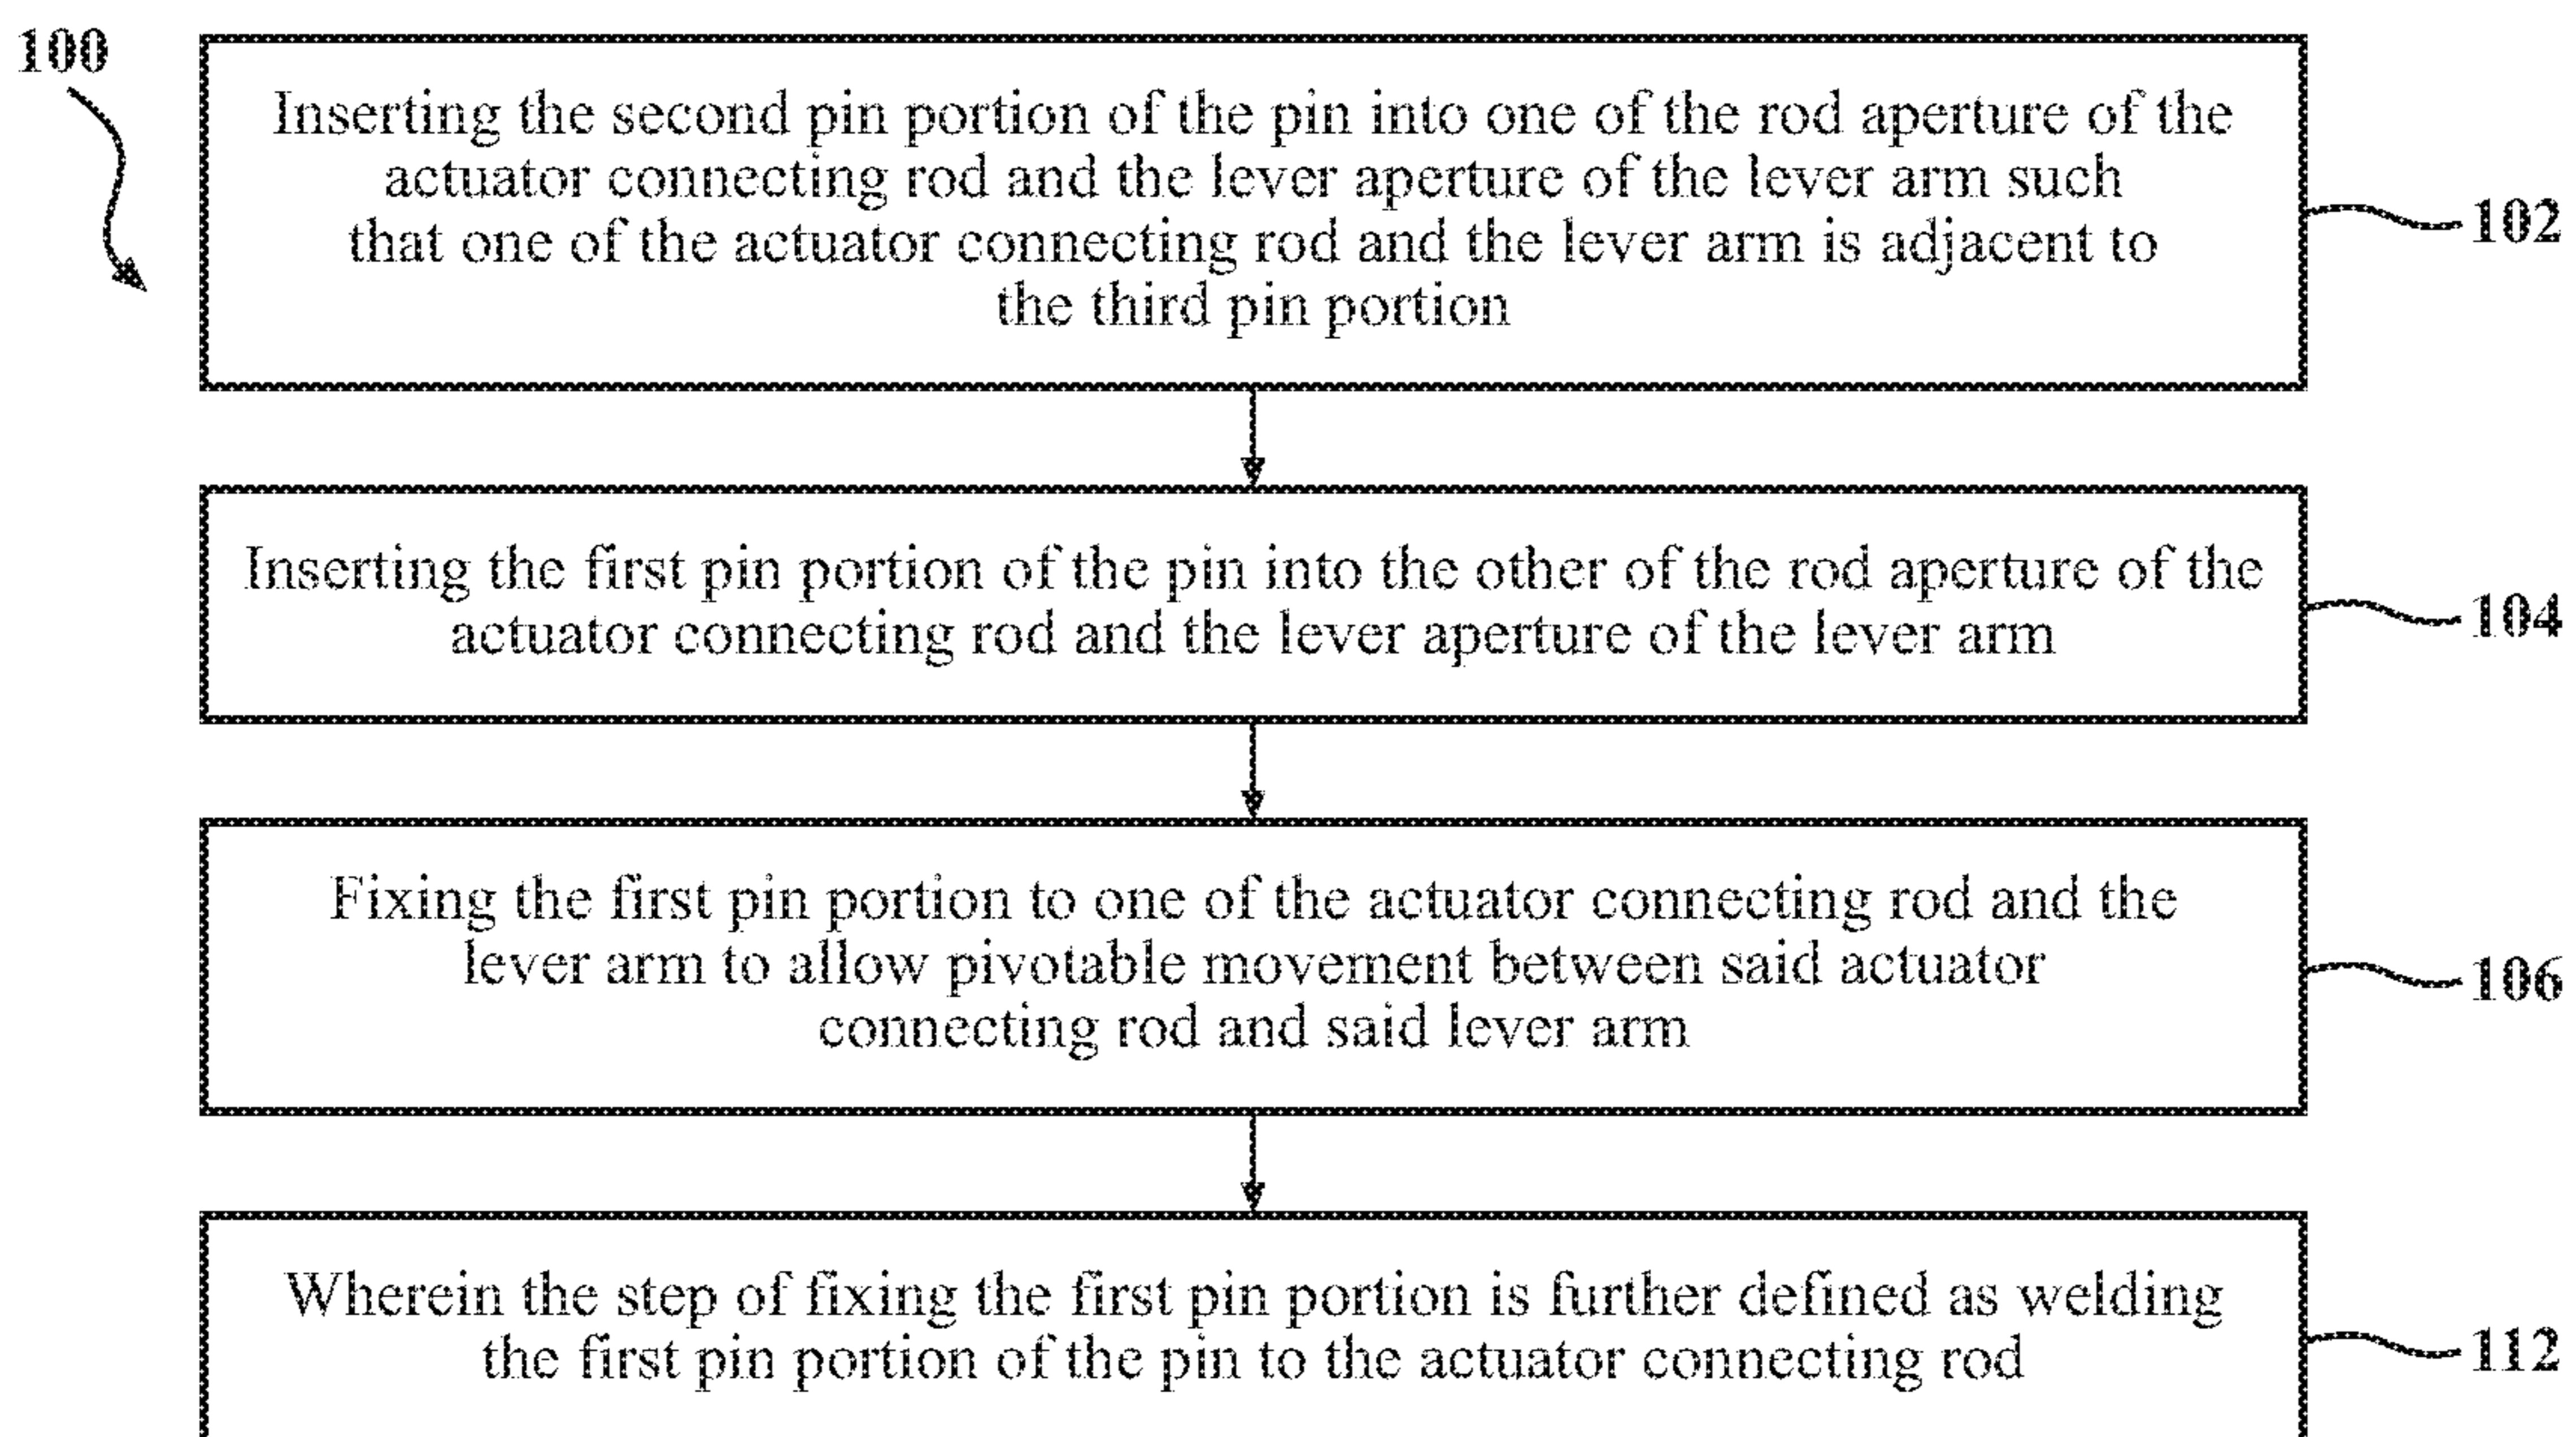 100
Inserting the second pin portion of the pin into one of the rod aperture of the
actuator connecting rod and the lever aperture of the lever arm such
that one of the actuator connecting rod and the lever arm is adjacent to
the third pin portion
102
Inserting the first pin portion of the pin into the other of the rod aperture of the
actuator connecting rod and the lever aperture of the lever arm
104
Fixing the first pin portion to one of the actuator connecting rod and the
lever arm to allow pivotable movement between said actuator
connecting rod and said lever arm
106
Wherein the step of fixing the first pin portion is further defined as welding
the first pin portion of the pin to the actuator connecting rod
112